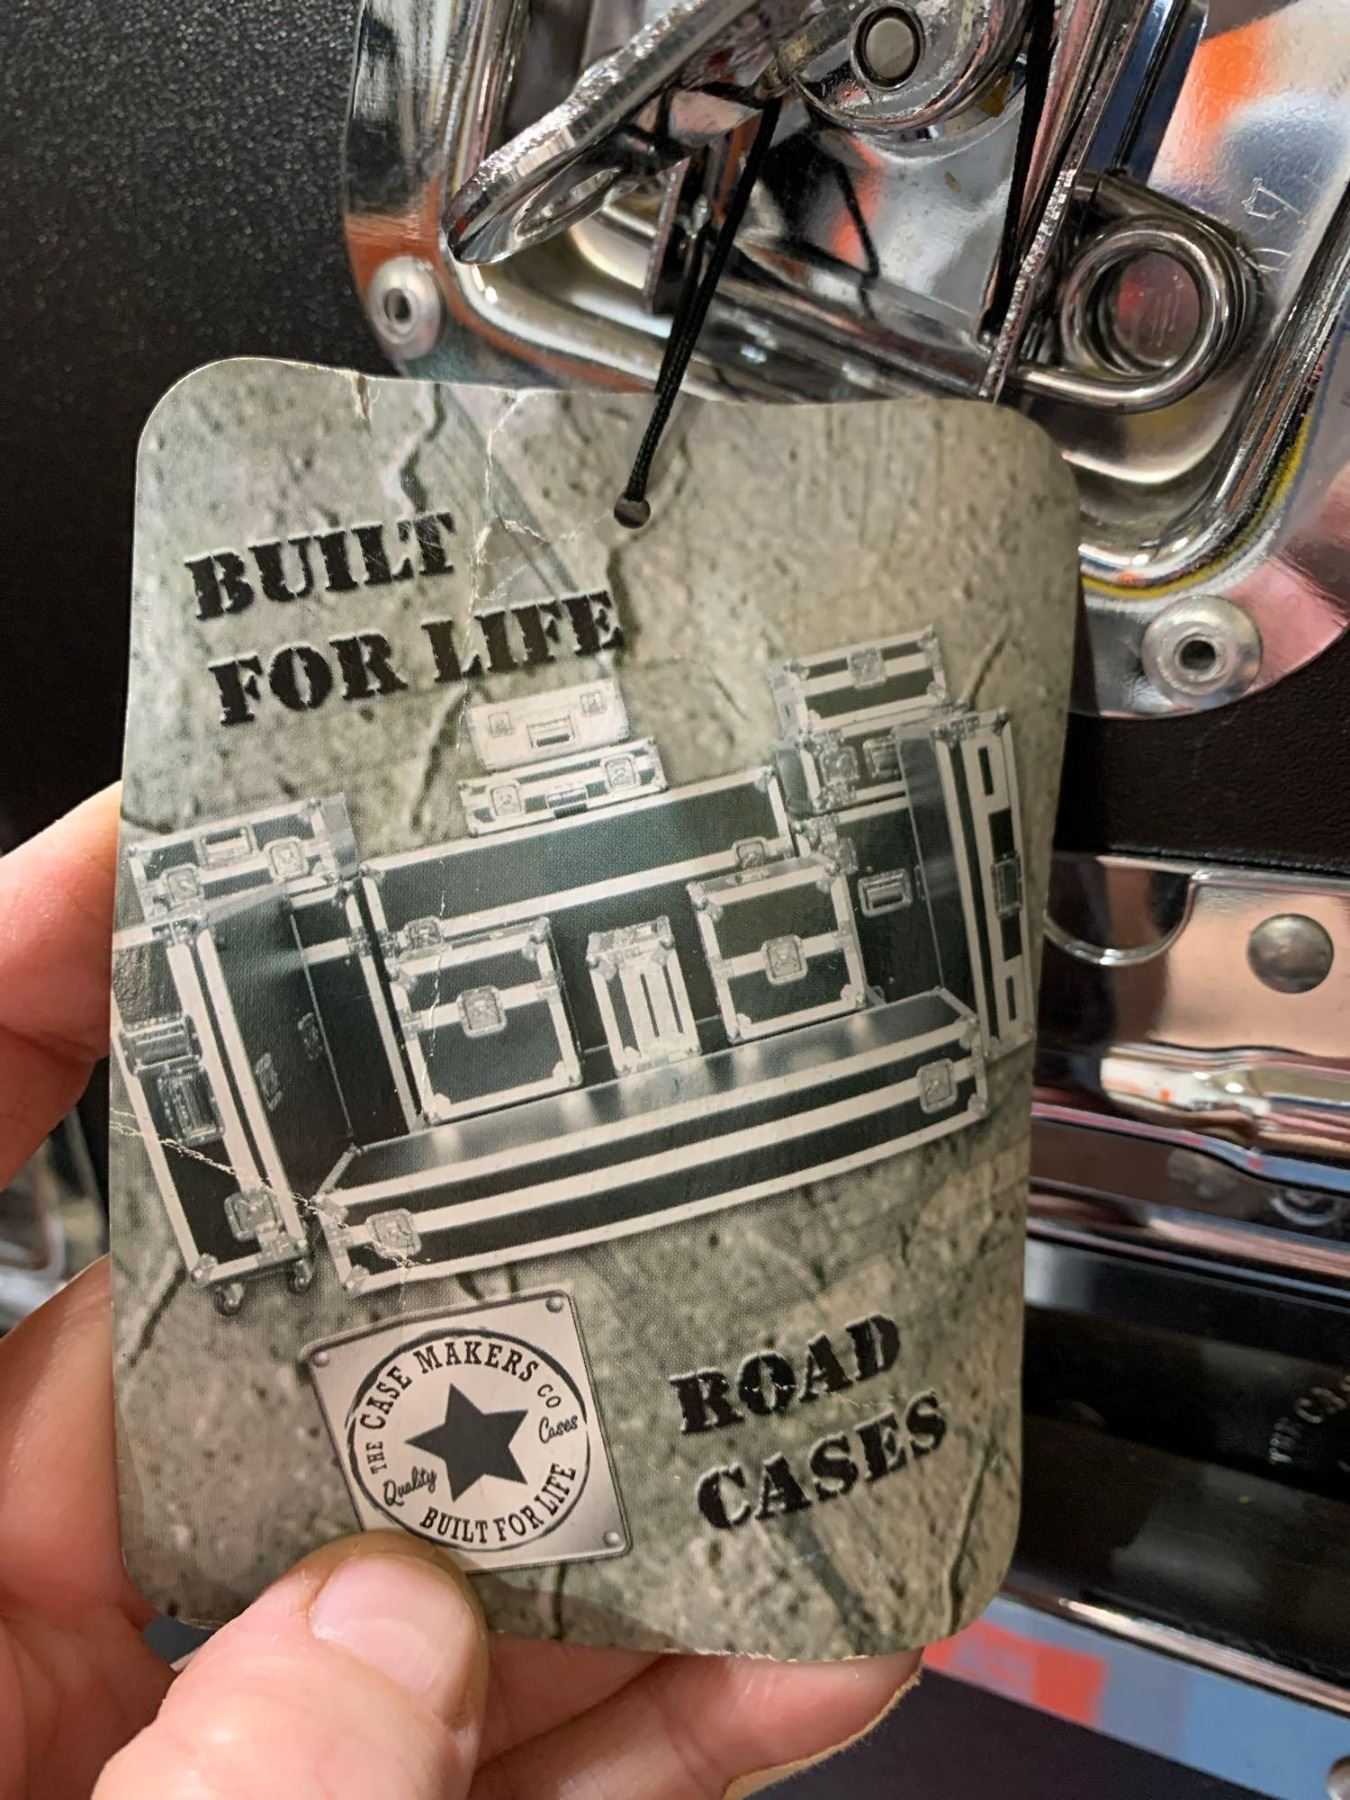 BUILT
FOR LIFE
THE CASE MAKERS CO
Quality Cases
BUILT FOR LIFE
ROAD
CASES